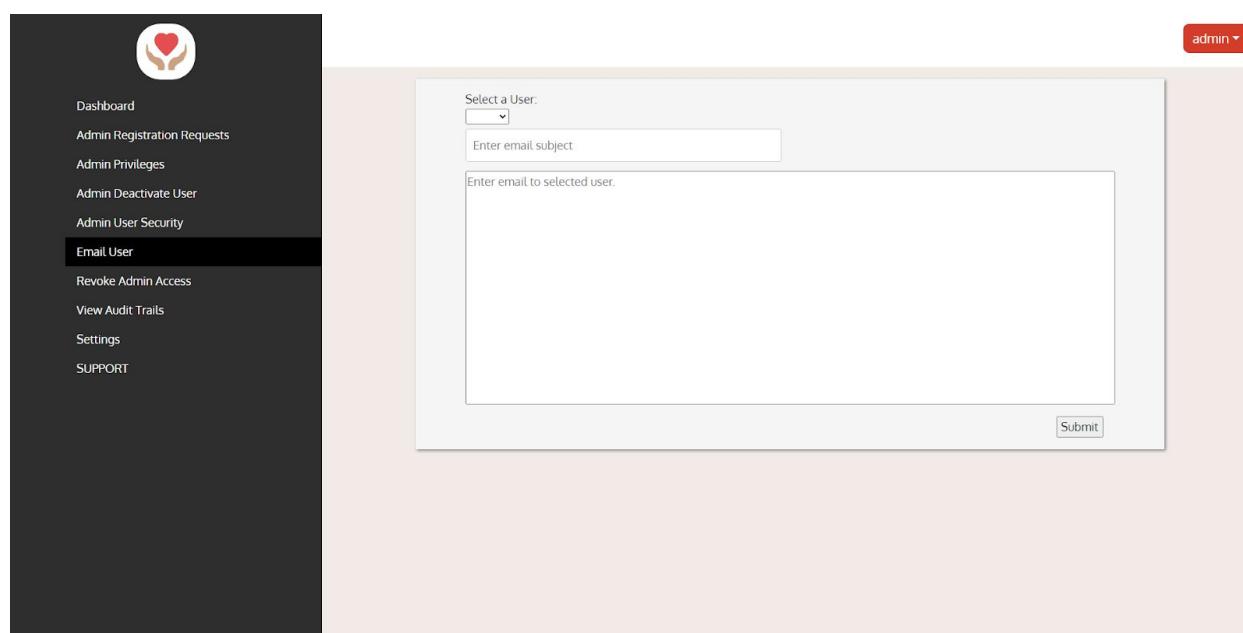 admin
Dashboard
Admin Registration Requests
Admin Privileges
Admin Deactivate User
Admin User Security
Email User
Revoke Admin Access
View Audit Trails
Settings
SUPPORT
Select a User:
Enter email subject
Enter email to selected user.
Submit